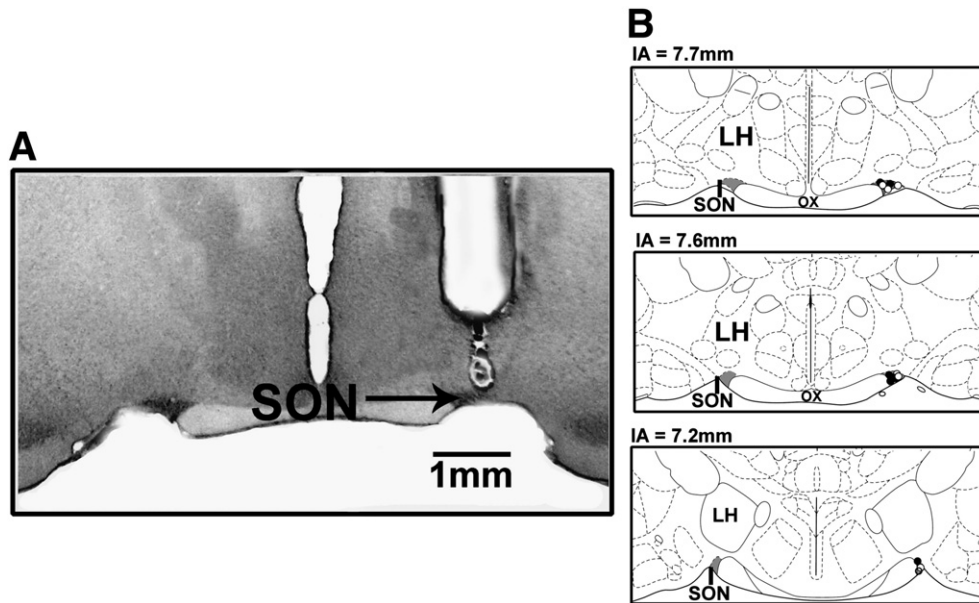 A
SON
1mm
B
IA = 7.7mm
LH
SON
OX
IA = 7.6mm
LH
SON
OX
IA = 7.2mm
LH
SON